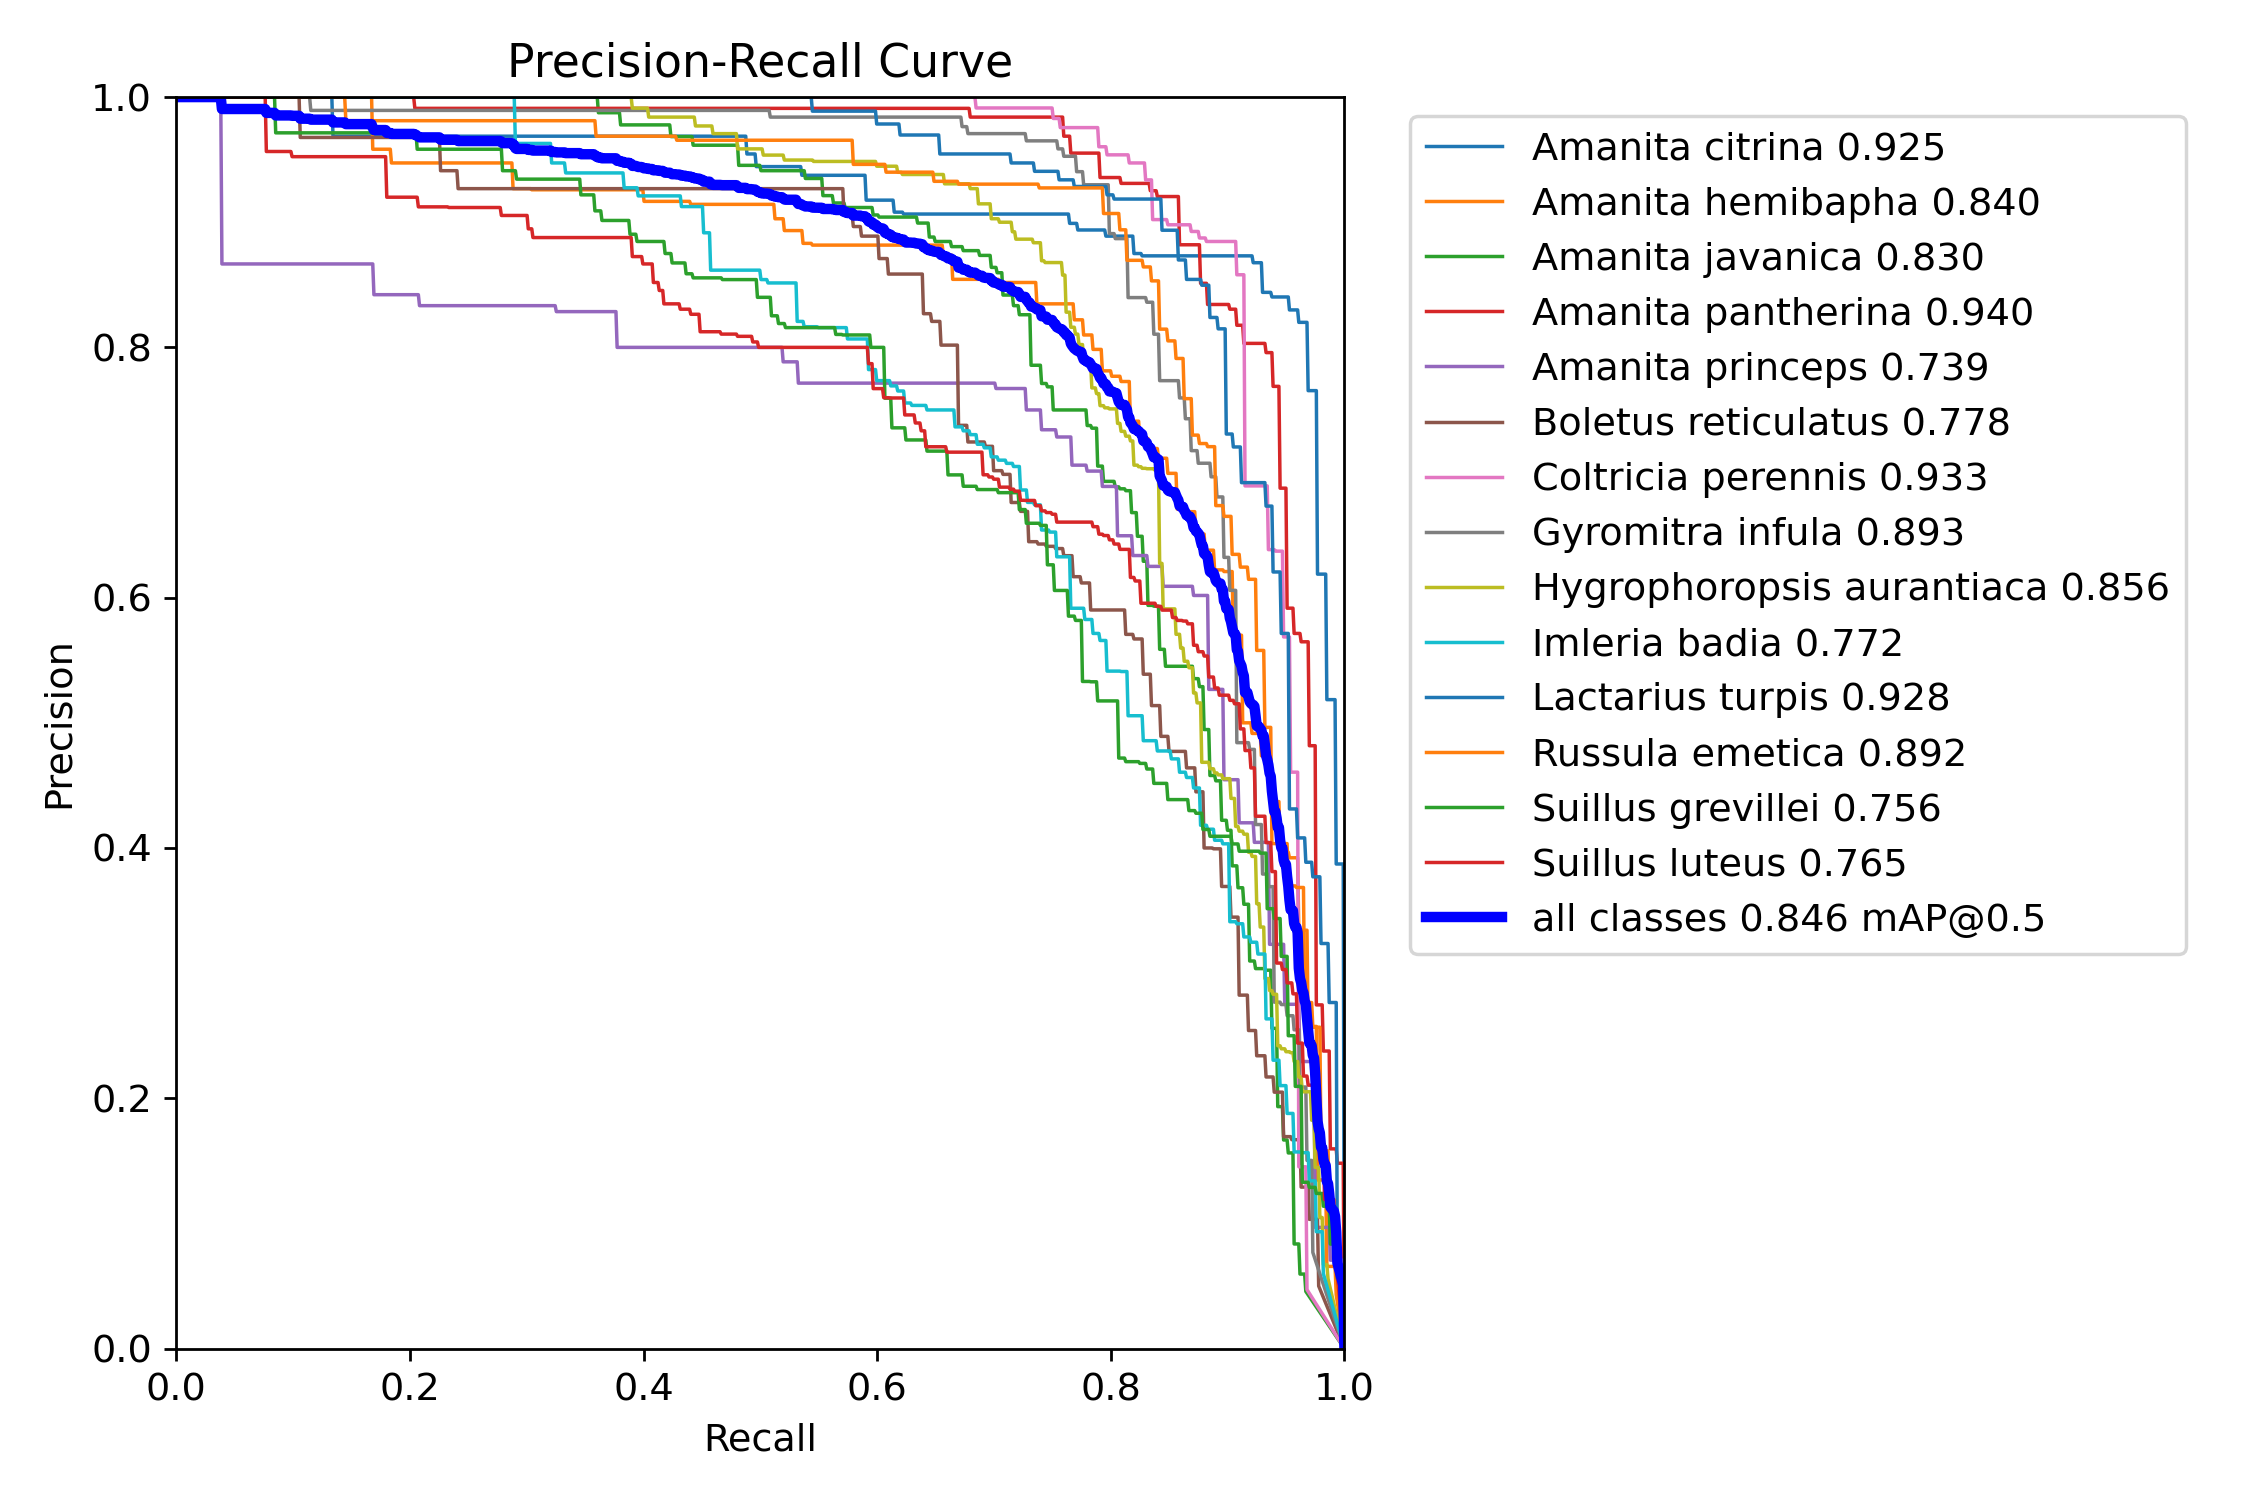 Precision-Recall Curve
1.0
0.8
0.6
0.4
0.2
0.0
Precision
0.0 0.2 0.4 0.6 0.8 1.0
Recall
Amanita citrina 0.925
Amanita hemibapha 0.840
Amanita javanica 0.830
Amanita pantherina 0.940
Amanita princeps 0.739
Boletus reticulatus 0.778
Coltricia perennis 0.933
Gyromitra infula 0.893
Hygrophoropsis aurantiaca 0.856
Imleria badia 0.772
Lactarius turpis 0.928
Russula emetica 0.892
Suillus grevillei 0.756
Suillus luteus 0.765
all classes 0.846 mAP@0.5